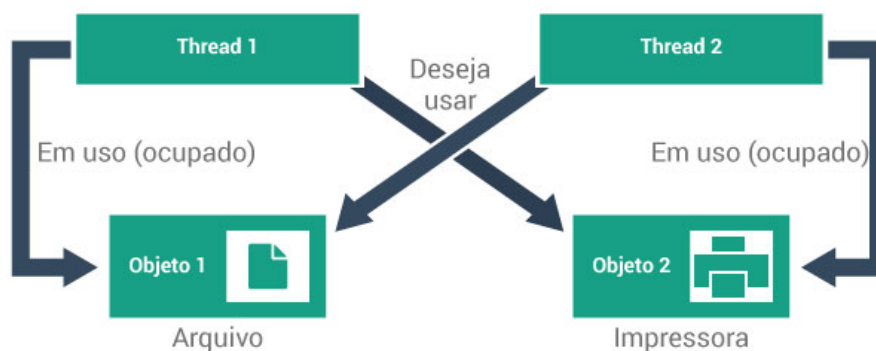 Thread 1
Thread 2
Deseja
usar
Em uso (ocupado)
Em uso (ocupado)
Objeto 1
Objeto 2
Arquivo
Impressora